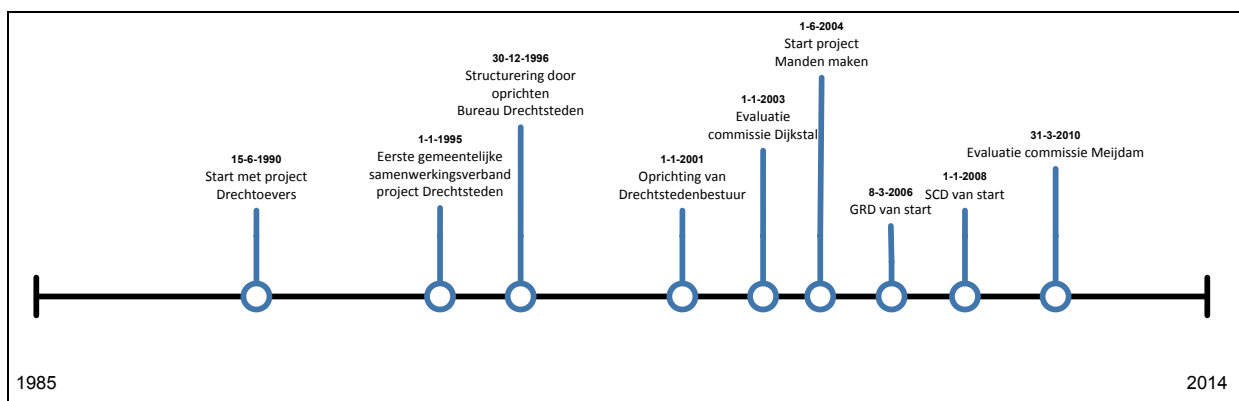 15-6-1990
Start met project
Drechtoevers
1-1-1995
Eerste gemeentelijke
samenwerkingsverband
project Drechtsteden
30-12-1996
Structurering door
oprichten
Bureau Drechtsteden
1-1-2001
Oprichting van
Drechtstedenbestuur
1-1-2003
Evaluatie
commissie Dijkstal
1-6-2004
Start project
Manden maken
8-3-2006
GRD van start
1-1-2008
SCD van start
31-3-2010
Evaluatie commissie Meijdam
1985
2014